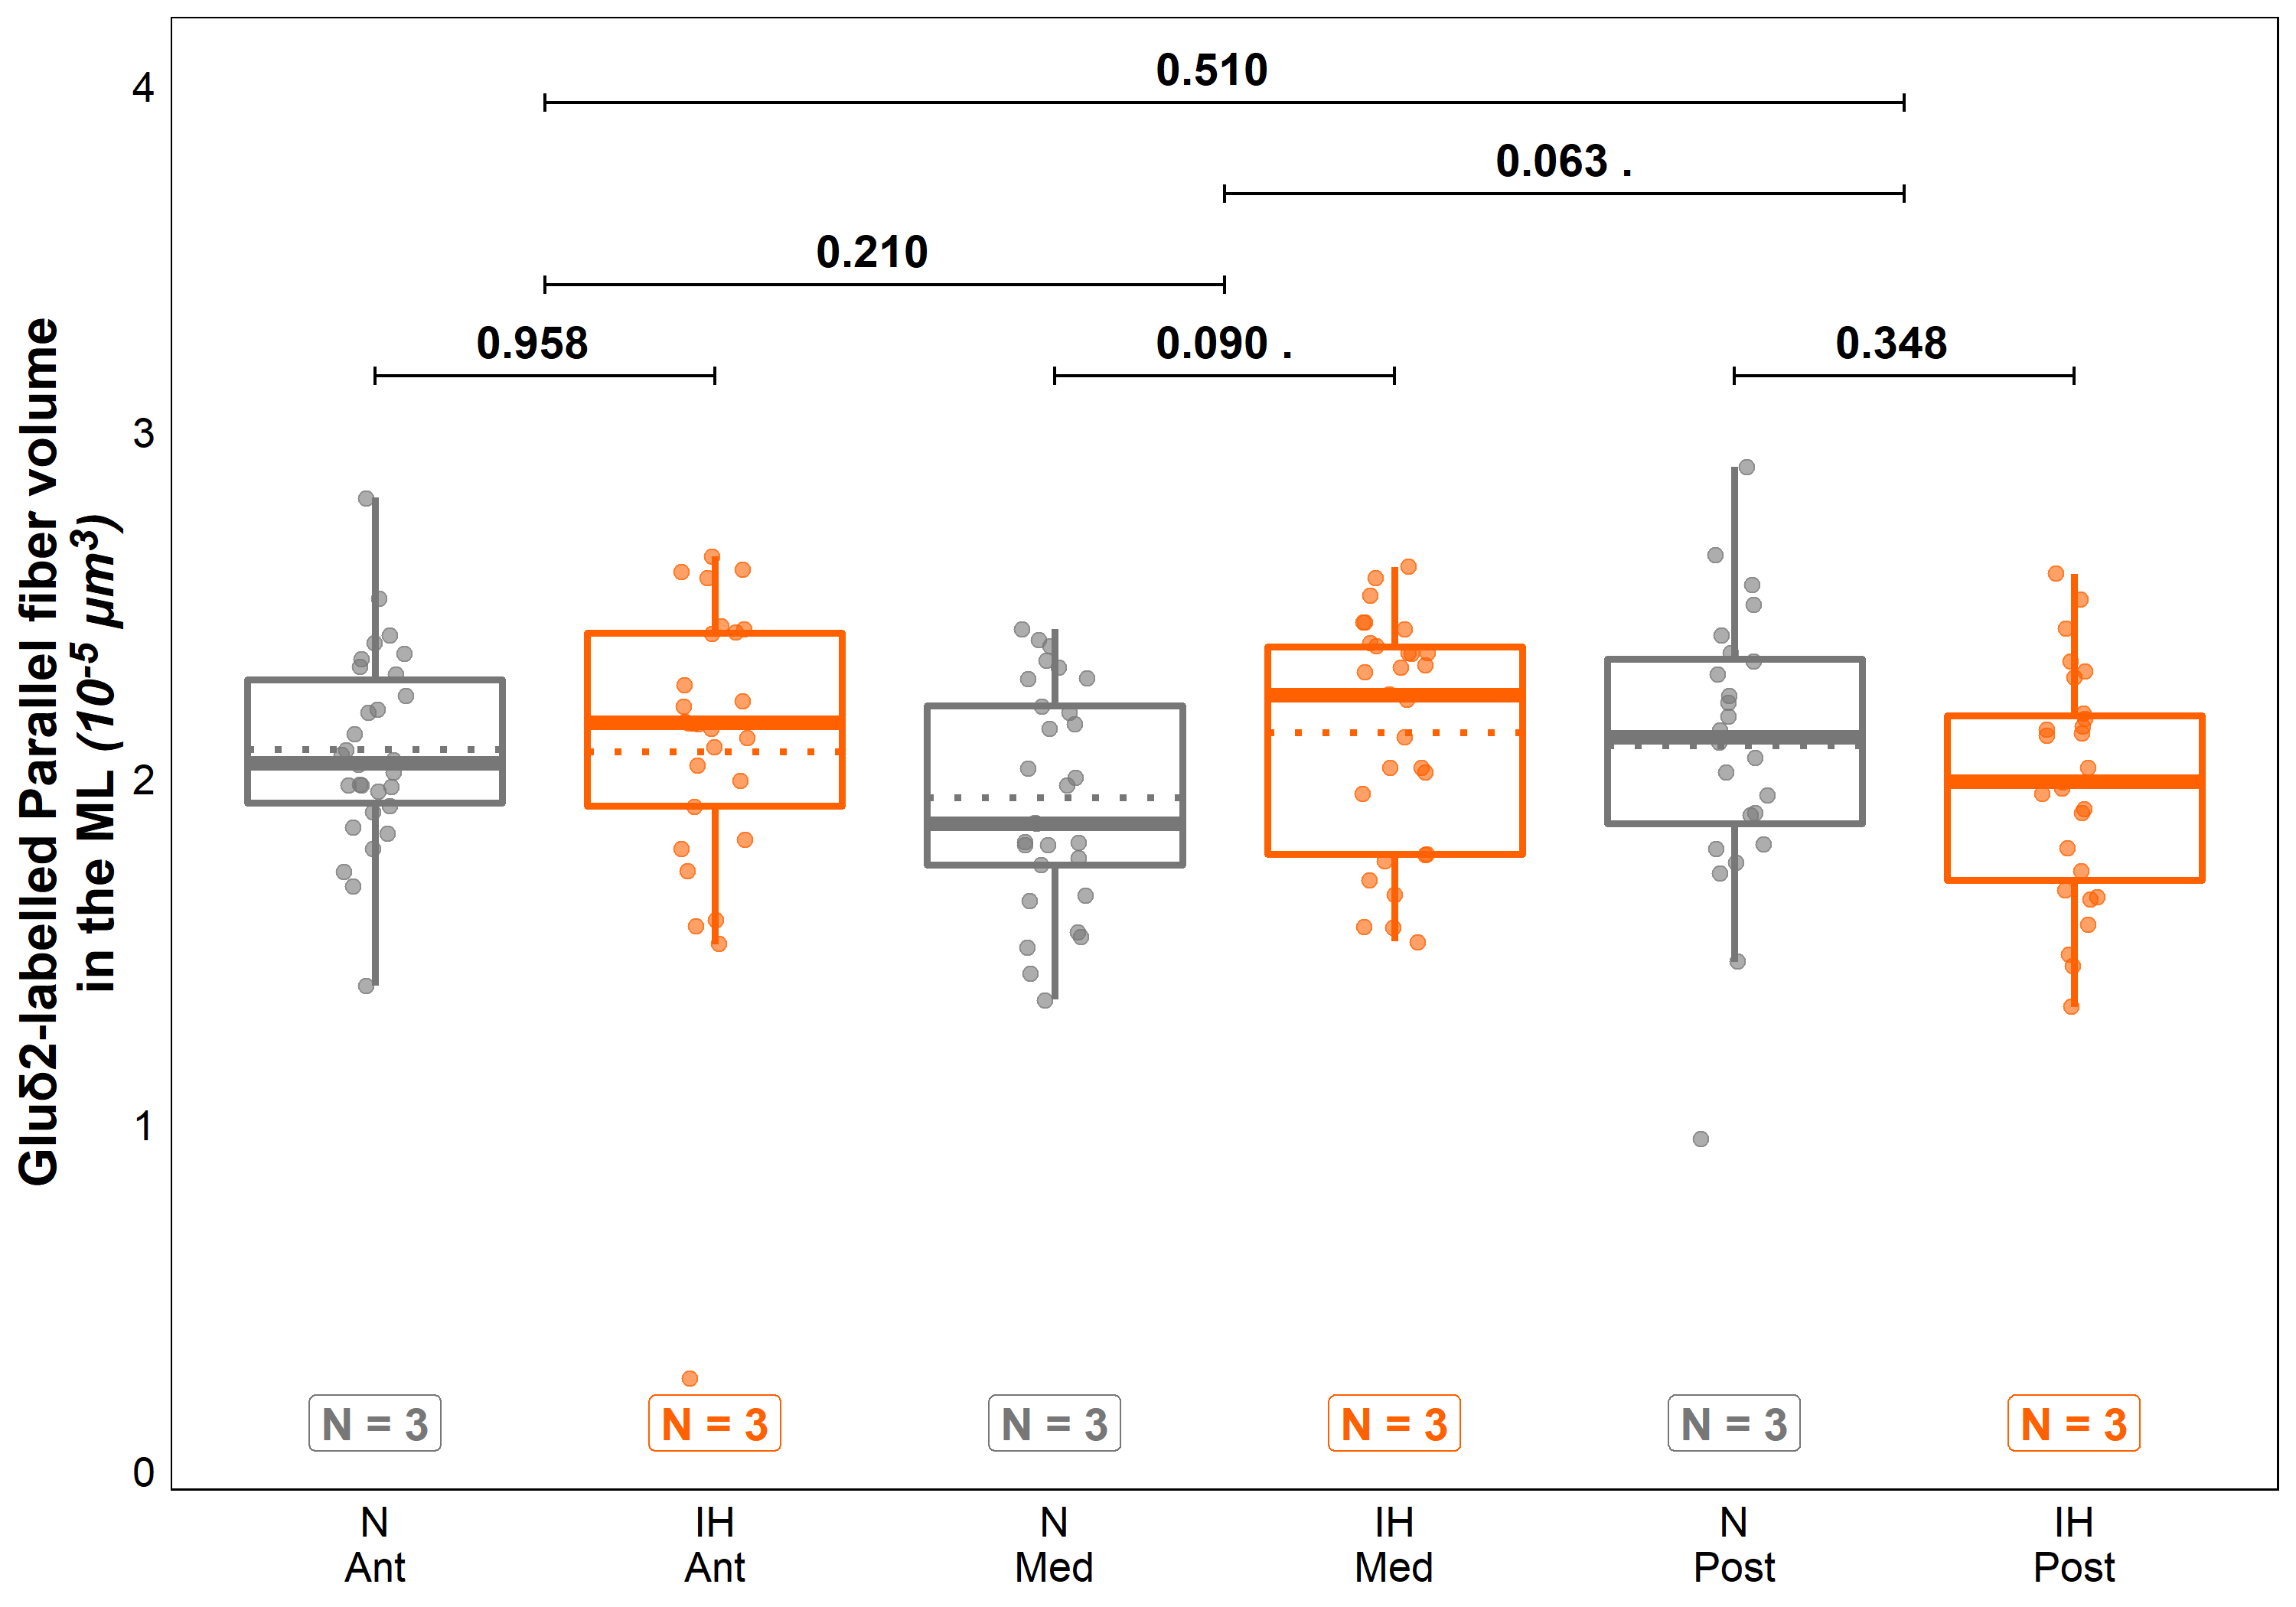 Gluδ2-labelled Parallel fiber volume
in the ML (10⁻⁵ µm³)
4
3
2
1
0
0.510
0.063 .
0.210
0.958
0.090 .
0.348
N = 3
N = 3
N = 3
N = 3
N = 3
N = 3
N
Ant
IH
Ant
N
Med
IH
Med
N
Post
IH
Post